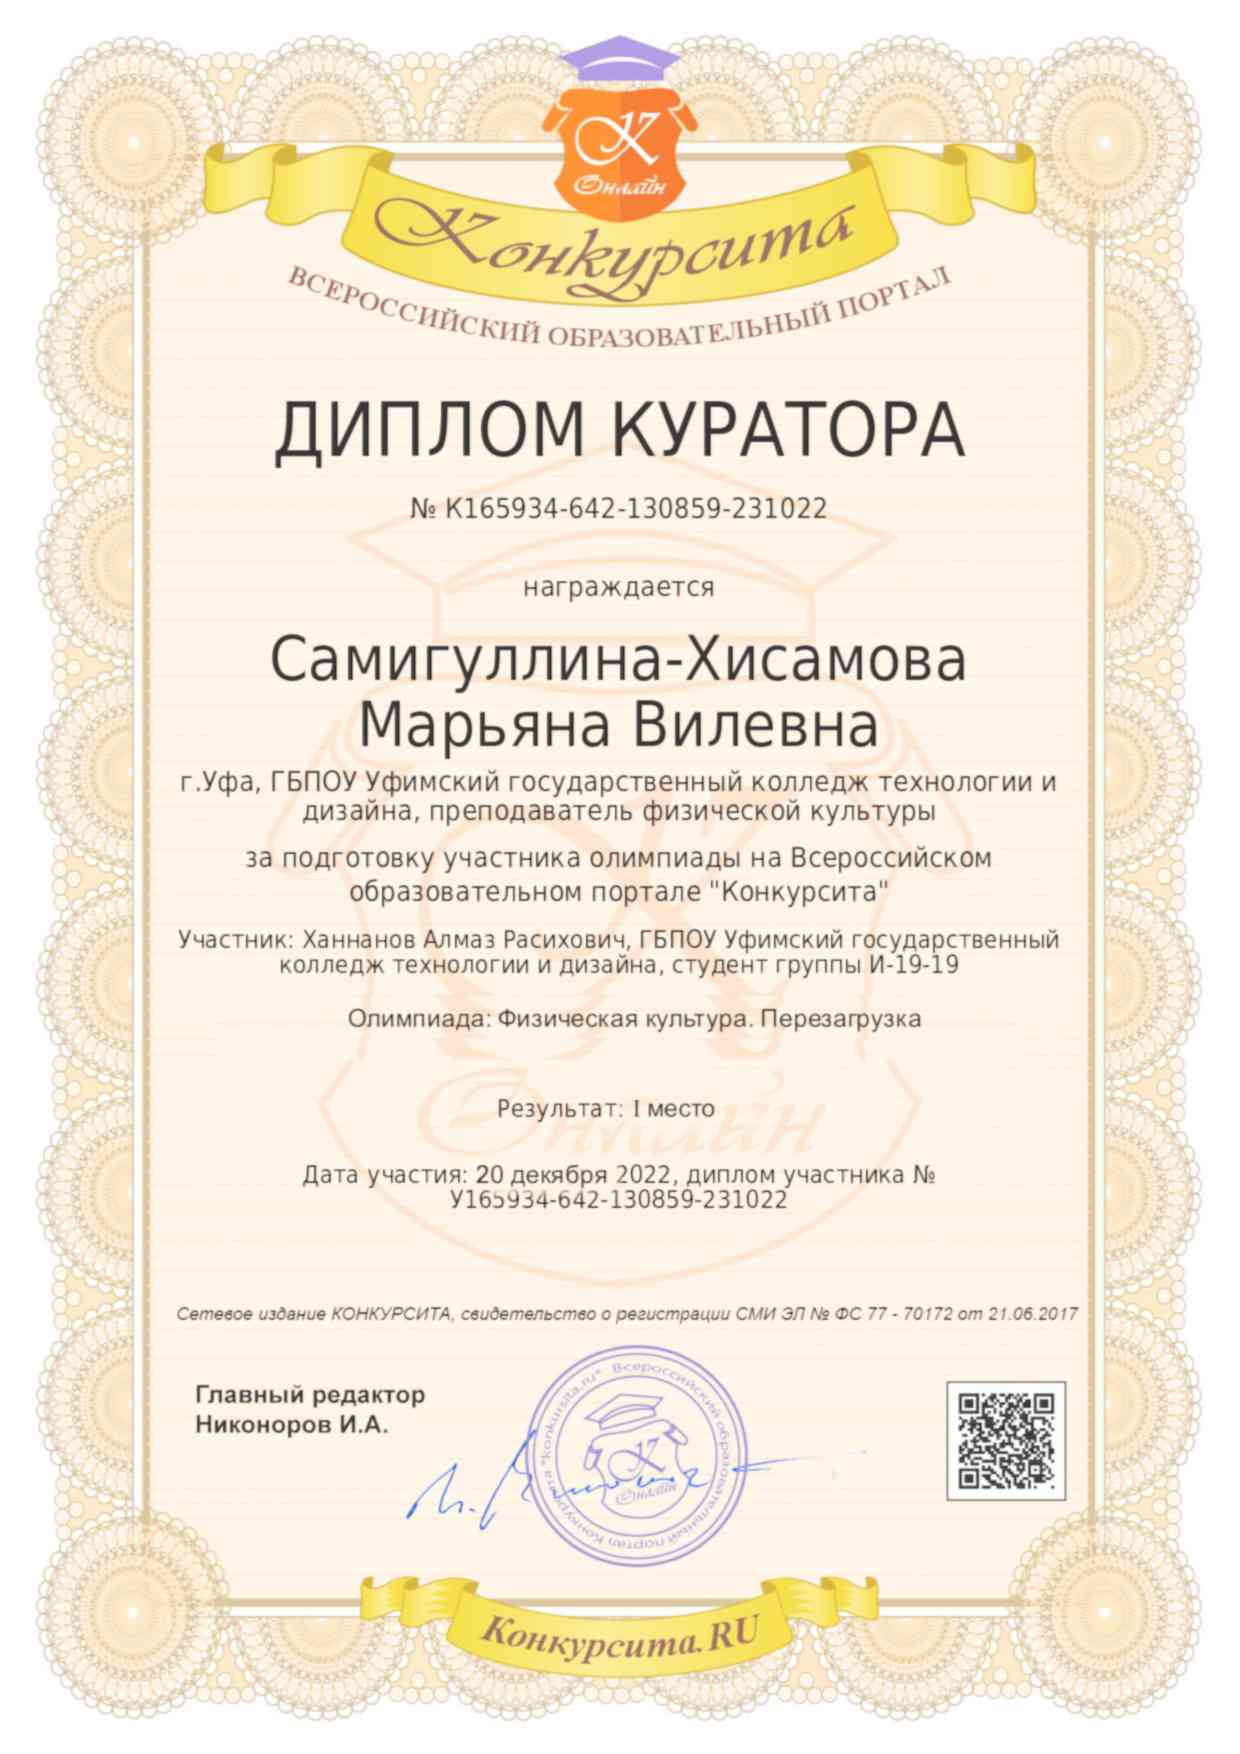 К
Онлайн
Конкурсита
ВСЕРОССИЙСКИЙ ОБРАЗОВАТЕЛЬНЫЙ ПОРТАЛ
ДИПЛОМ КУРАТОРА
№ К165934-642-130859-231022
награждается
Самигуллина-Хисамова
Марьяна Вилевна
г.Уфа, ГБПОУ Уфимский государственный колледж технологии и
дизайна, преподаватель физической культуры
за подготовку участника олимпиады на Всероссийском
образовательном портале "Конкурсита"
Участник: Ханнанов Алмаз Расихович, ГБПОУ Уфимский государственный
колледж технологии и дизайна, студент группы И-19-19
Олимпиада: Физическая культура. Перезагрузка
Онлайн
Результат: I место
Дата участия: 20 декября 2022, диплом участника №
У165934-642-130859-231022
Сетевое издание КОНКУРСИТА, свидетельство о регистрации СМИ ЭЛ № ФС 77 - 70172 от 21.06.2017
Главный редактор
Никоноров И.А.
Всероссийский образовательный портал Конкурсита "konkursita.ru"
К
Онлайн
Конкурсита.RU